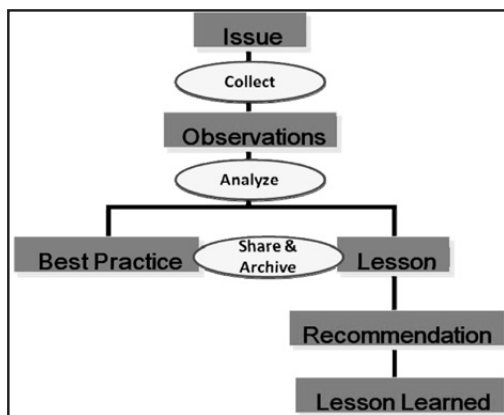 Issue
Collect
Observations
Analyze
Best Practice
Share &
Archive
Lesson
Recommendation
Lesson Learned